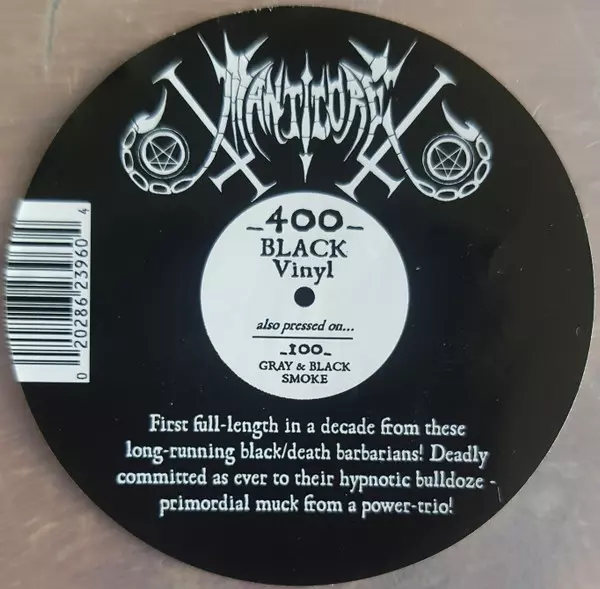 MANTICORE
_400_
BLACK
Vinyl
also pressed on...
_100_
GRAY & BLACK
SMOKE
0 20286 23960 4
First full-length in a decade from these
long-running black/death barbarians! Deadly
committed as ever to their hypnotic bulldoze -
primordial muck from a power-trio!